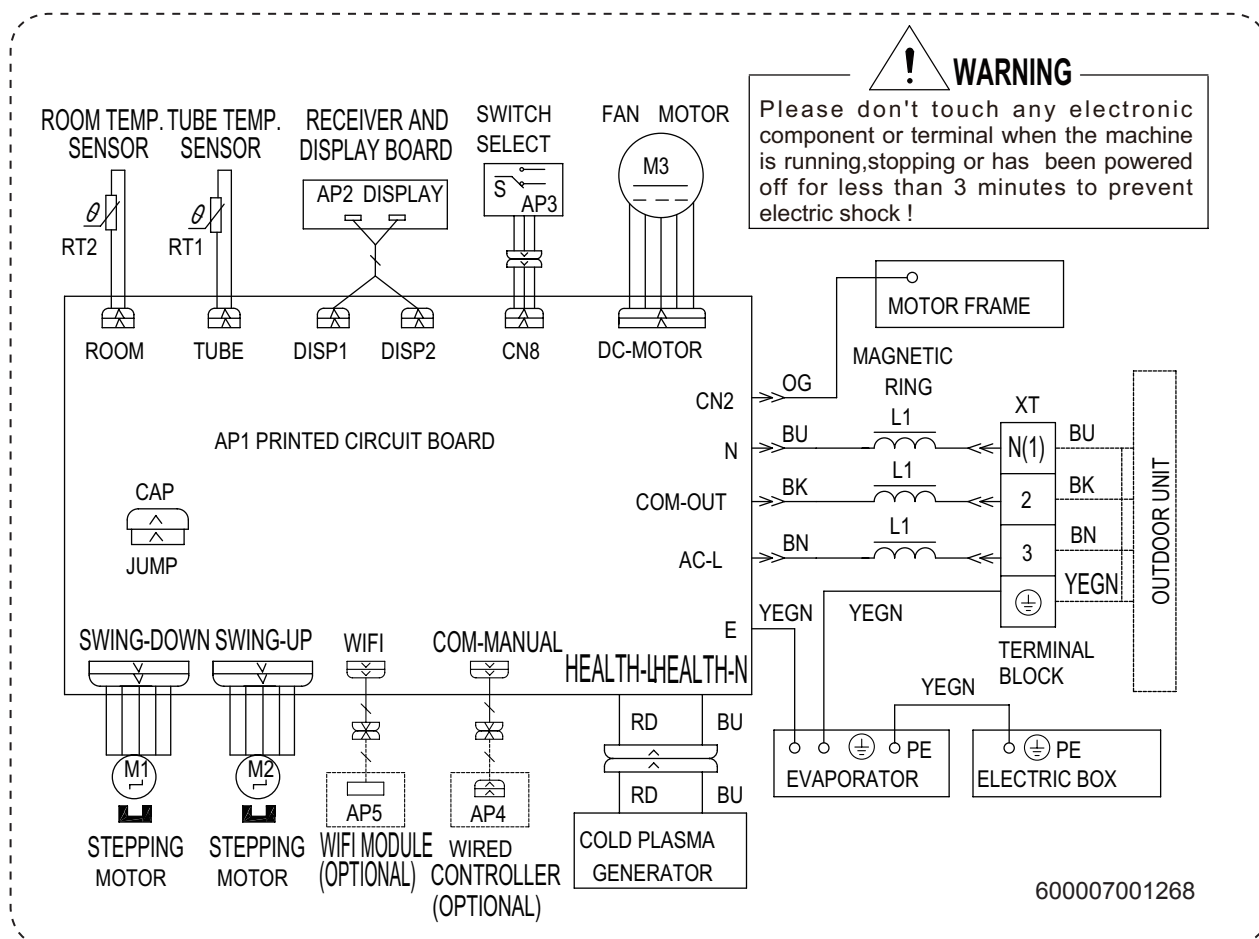 WARNING
Please don't touch any electronic
component or terminal when the machine
is running,stopping or has been powered
off for less than 3 minutes to prevent
electric shock !
ROOM TEMP.
SENSOR
TUBE TEMP.
SENSOR
RECEIVER AND
DISPLAY BOARD
SWITCH
SELECT
FAN MOTOR
AP2 DISPLAY
S
AP3
M3
θ
RT2
θ
RT1
MOTOR FRAME
ROOM
TUBE
DISP1
DISP2
CN8
DC-MOTOR
MAGNETIC
RING
CN2
OG
N
BU
L1
XT
N(1)
BU
AP1 PRINTED CIRCUIT BOARD
COM-OUT
BK
L1
2
BK
AC-L
BN
L1
3
BN
YEGN
OUTDOOR UNIT
CAP
JUMP
E
YEGN
YEGN
TERMINAL
BLOCK
SWING-DOWN
SWING-UP
WIFI
COM-MANUAL
HEALTH-L
HEALTH-N
YEGN
RD
BU
PE
EVAPORATOR
PE
ELECTRIC BOX
M1
M2
AP5
AP4
RD
BU
STEPPING
MOTOR
STEPPING
MOTOR
WIFI MODULE
(OPTIONAL)
WIRED
CONTROLLER
(OPTIONAL)
COLD PLASMA
GENERATOR
600007001268